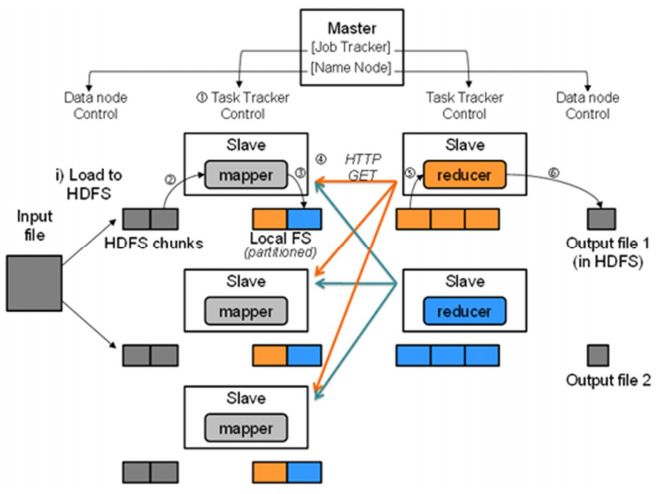 Master
[Job Tracker]
[Name Node]
Data node
Control
① Task Tracker
Control
Task Tracker
Control
Data node
Control
Slave
mapper
④ HTTP
GET
Slave
reducer
i) Load to
HDFS
②
③
⑤
⑥
Input
file
HDFS chunks
Local FS
(partitioned)
Output file 1
(in HDFS)
Slave
mapper
Slave
reducer
Output file 2
Slave
mapper